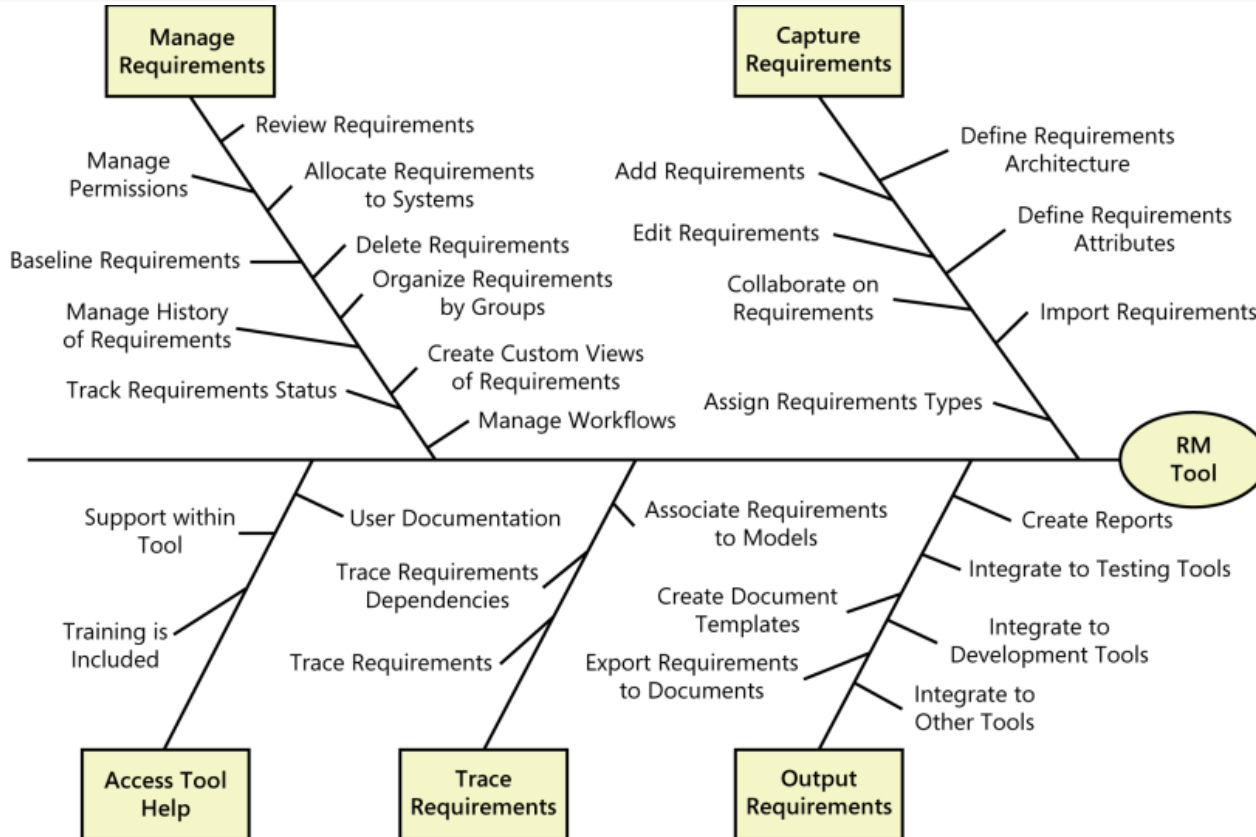 Manage
Requirements
Capture
Requirements
Review Requirements
Manage
Permissions
Allocate Requirements
to Systems
Delete Requirements
Baseline Requirements
Organize Requirements
by Groups
Manage History
of Requirements
Create Custom Views
of Requirements
Track Requirements Status
Manage Workflows
Define Requirements
Architecture
Add Requirements
Define Requirements
Attributes
Edit Requirements
Collaborate on
Requirements
Import Requirements
Assign Requirements Types
RM
Tool
Support within
Tool
User Documentation
Training is
Included
Associate Requirements
to Models
Trace Requirements
Dependencies
Trace Requirements
Create Reports
Integrate to Testing Tools
Create Document
Templates
Integrate to
Development Tools
Export Requirements
to Documents
Integrate to
Other Tools
Access Tool
Help
Trace
Requirements
Output
Requirements